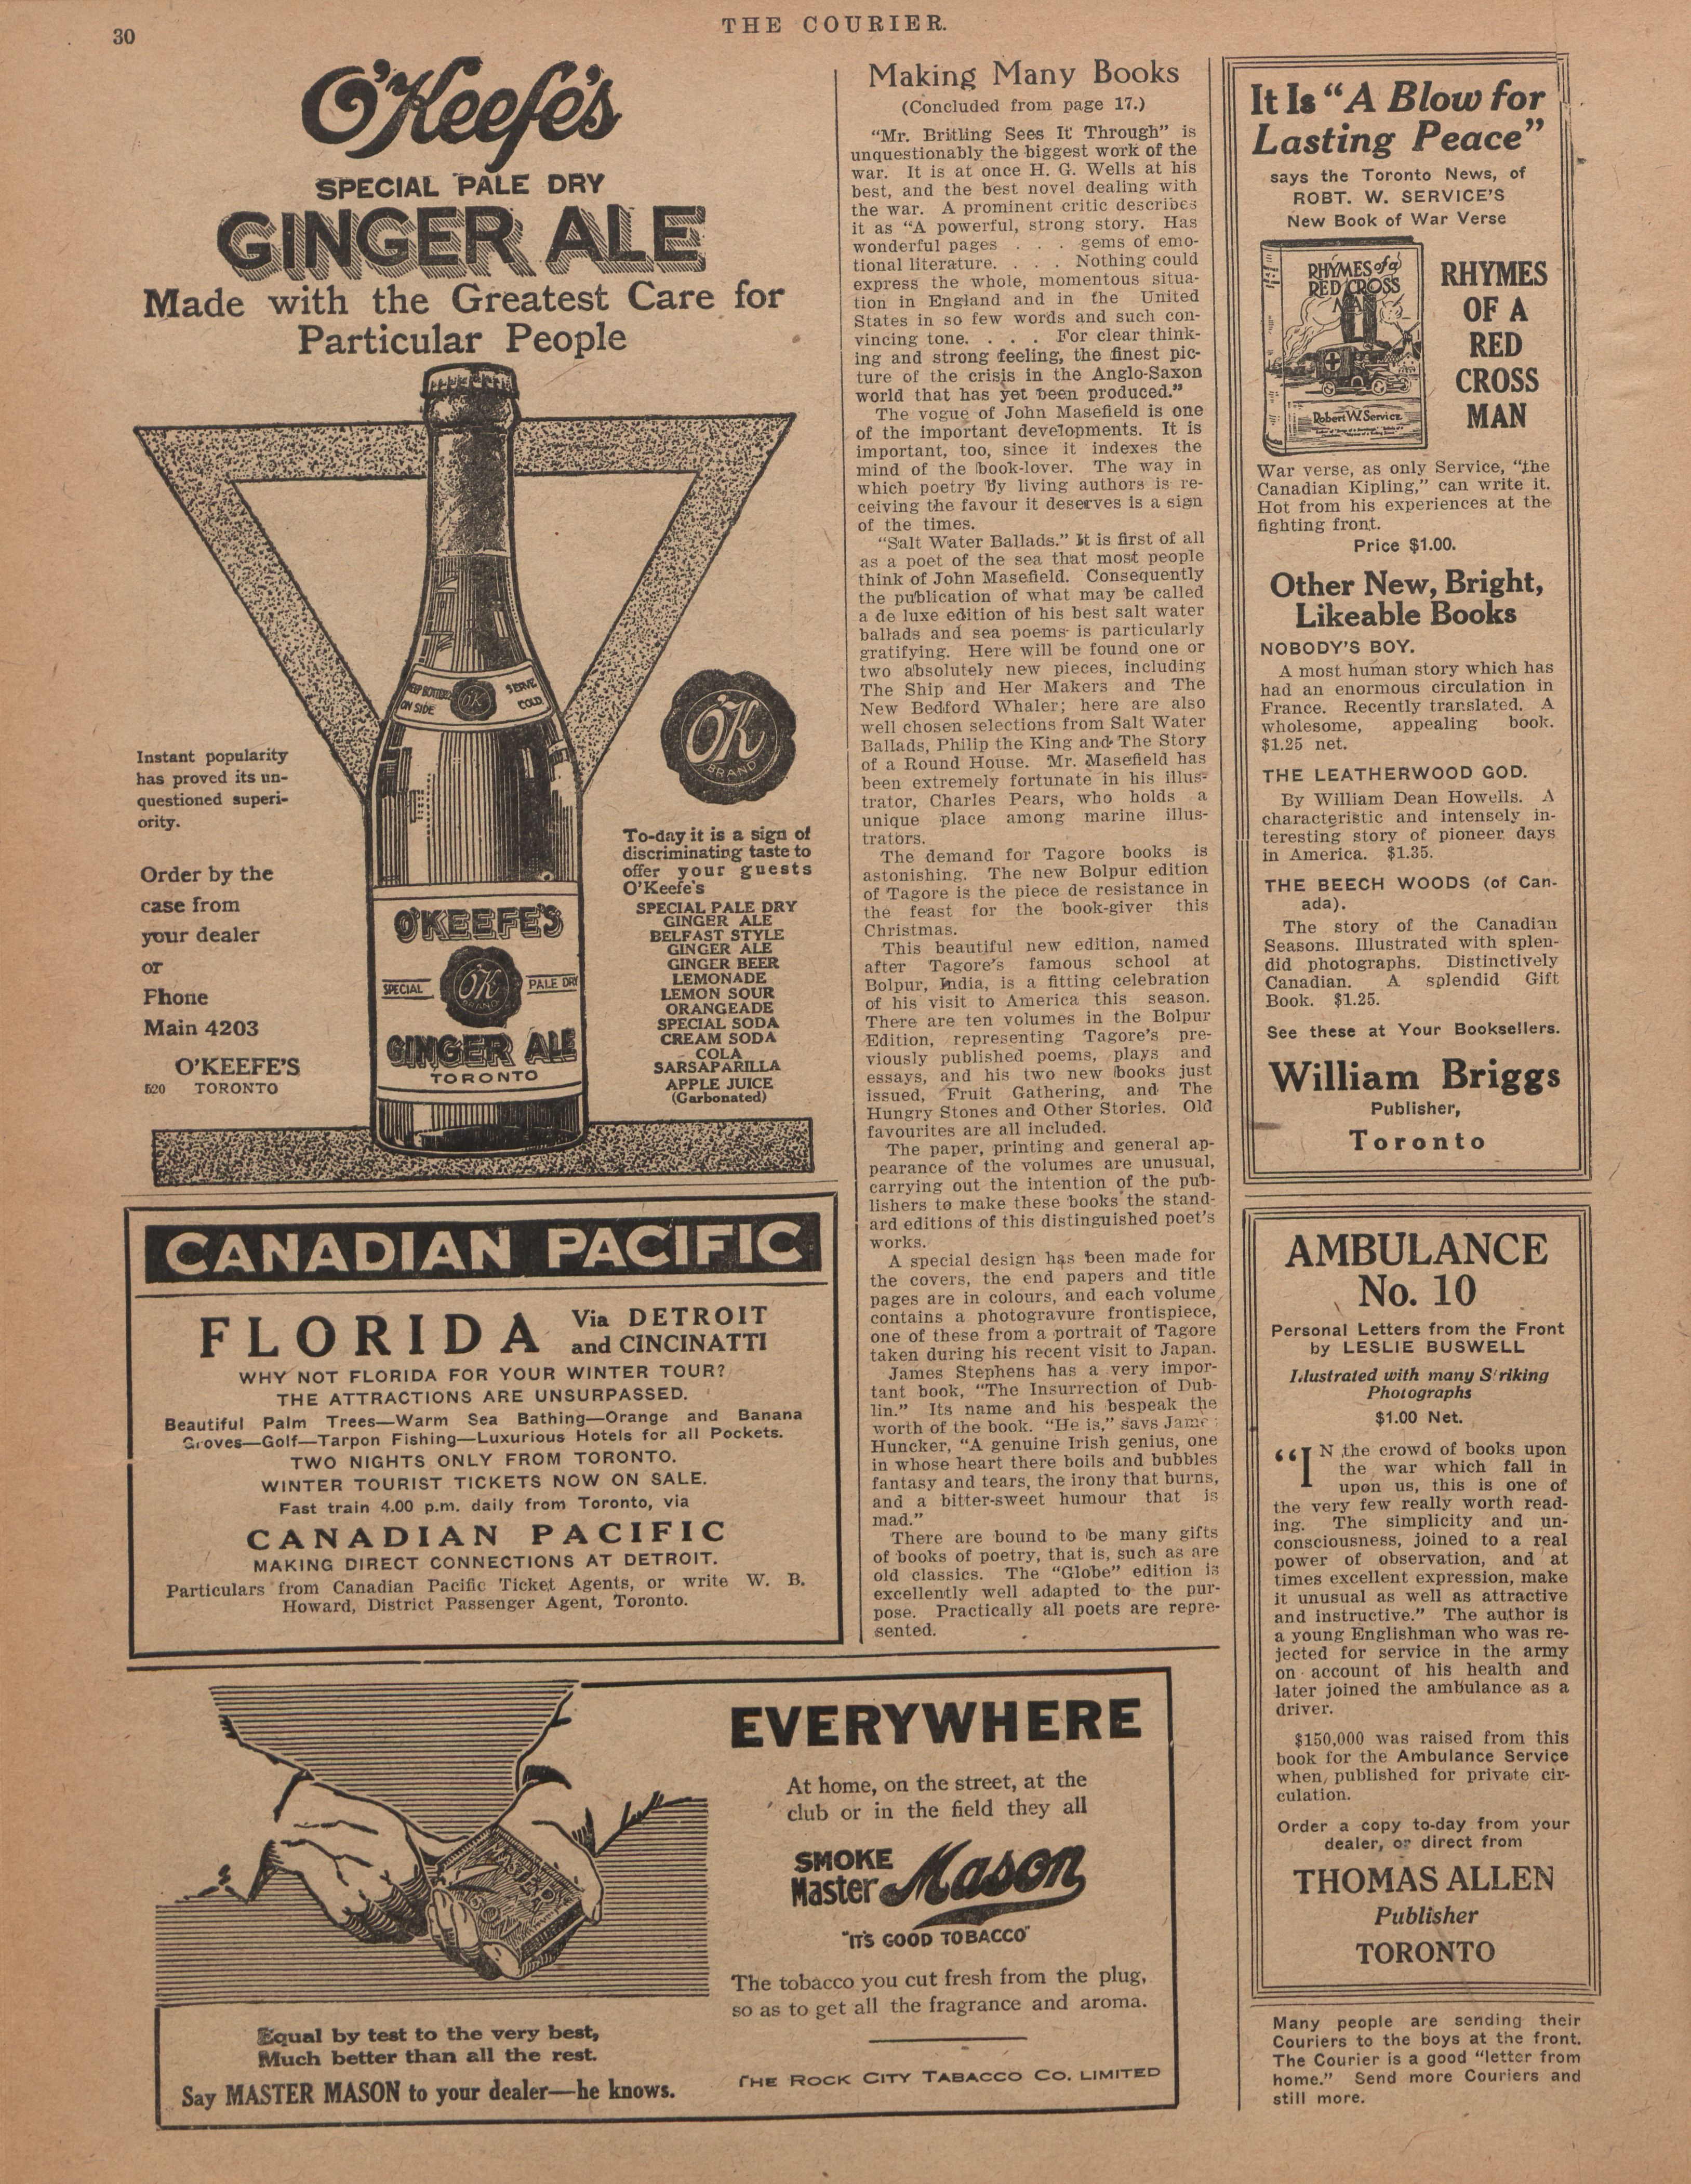 30
THE COURIER.
O'Keefe's
SPECIAL PALE DRY
GINGER ALE
Made with the Greatest Care for
Particular People
KEEP BOTTLES
ON SIDE
OK
SERVE
COLD
O'K
BRAND
Instant popularity
has proved its un-
questioned superi-
ority.
Order by the
case from
your dealer
or
Phone
Main 4203
O'KEEFE'S
520 TORONTO
O'KEEFE'S
SPECIAL
O'K
BRAND
PALE DRY
GINGER ALE
TORONTO
To-day it is a sign of
discriminating taste to
offer your guests
O'Keefe's
SPECIAL PALE DRY
GINGER ALE
BELFAST STYLE
GINGER ALE
GINGER BEER
LEMONADE
LEMON SOUR
ORANGEADE
SPECIAL SODA
CREAM SODA
COLA
SARSAPARILLA
APPLE JUICE
(Carbonated)
CANADIAN PACIFIC
FLORIDA Via DETROIT
and CINCINATTI
WHY NOT FLORIDA FOR YOUR WINTER TOUR?
THE ATTRACTIONS ARE UNSURPASSED.
Beautiful Palm Trees—Warm Sea Bathing—Orange and Banana
Groves—Golf—Tarpon Fishing—Luxurious Hotels for all Pockets.
TWO NIGHTS ONLY FROM TORONTO.
WINTER TOURIST TICKETS NOW ON SALE.
Fast train 4.00 p.m. daily from Toronto, via
CANADIAN PACIFIC
MAKING DIRECT CONNECTIONS AT DETROIT.
Particulars from Canadian Pacific Ticket Agents, or write W. B.
Howard, District Passenger Agent, Toronto.
Making Many Books
(Concluded from page 17.)
"Mr. Britling Sees It Through" is
unquestionably the biggest work of the
war. It is at once H. G. Wells at his
best, and the best novel dealing with
the war. A prominent critic describes
it as "A powerful, strong story. Has
wonderful pages . . . gems of emo-
tional literature. . . . Nothing could
express the whole, momentous situa-
tion in England and in the United
States in so few words and such con-
vincing tone. . . . For clear think-
ing and strong feeling, the finest pic-
ture of the crisis in the Anglo-Saxon
world that has yet been produced."
The vogue of John Masefield is one
of the important developments. It is
important, too, since it indexes the
mind of the book-lover. The way in
which poetry by living authors is re-
ceiving the favour it deserves is a sign
of the times.
"Salt Water Ballads." It is first of all
as a poet of the sea that most people
think of John Masefield. Consequently
the publication of what may be called
a de luxe edition of his best salt water
ballads and sea poems is particularly
gratifying. Here will be found one or
two absolutely new pieces, including
The Ship and Her Makers and The
New Bedford Whaler; here are also
well chosen selections from Salt Water
Ballads, Philip the King and The Story
of a Round House. Mr. Masefield has
been extremely fortunate in his illus-
trator, Charles Pears, who holds a
unique place among marine illus-
trators.
The demand for Tagore books is
astonishing. The new Bolpur edition
of Tagore is the piece de resistance in
the feast for the book-giver this
Christmas.
This beautiful new edition, named
after Tagore's famous school at
Bolpur, India, is a fitting celebration
of his visit to America this season.
There are ten volumes in the Bolpur
Edition, representing Tagore's pre-
viously published poems, plays and
essays, and his two new books just
issued, Fruit Gathering, and The
Hungry Stones and Other Stories. Old
favourites are all included.
The paper, printing and general ap-
pearance of the volumes are unusual,
carrying out the intention of the pub-
lishers to make these books the stand-
ard editions of this distinguished poet's
works.
A special design has been made for
the covers, the end papers and title
pages are in colours, and each volume
contains a photogravure frontispiece,
one of these from a portrait of Tagore
taken during his recent visit to Japan.
James Stephens has a very impor-
tant book, "The Insurrection of Dub-
lin." Its name and his bespeak the
worth of the book. "He is," says James
Huncker, "A genuine Irish genius, one
in whose heart there boils and bubbles
fantasy and tears, the irony that burns,
and a bitter-sweet humour that is
mad."
There are bound to be many gifts
of books of poetry, that is, such as are
old classics. The "Globe" edition is
excellently well adapted to the pur-
pose. Practically all poets are repre-
sented.
MASTER
MASON
EVERYWHERE
At home, on the street, at the
club or in the field they all
SMOKE
Master Mason
"IT'S GOOD TOBACCO"
The tobacco you cut fresh from the plug,
so as to get all the fragrance and aroma.
THE ROCK CITY TABACCO CO. LIMITED
Equal by test to the very best,
Much better than all the rest.
Say MASTER MASON to your dealer—he knows.
It Is "A Blow for
Lasting Peace"
says the Toronto News, of
ROBT. W. SERVICE'S
New Book of War Verse
RHYMES of a
RED CROSS
MAN
Robert W. Service
RHYMES
OF A
RED
CROSS
MAN
War verse, as only Service, "the
Canadian Kipling," can write it.
Hot from his experiences at the
fighting front.
Price $1.00.
Other New, Bright,
Likeable Books
NOBODY'S BOY.
A most human story which has
had an enormous circulation in
France. Recently translated. A
wholesome, appealing book.
$1.25 net.
THE LEATHERWOOD GOD.
By William Dean Howells. A
characteristic and intensely in-
teresting story of pioneer days
in America. $1.35.
THE BEECH WOODS (of Can-
ada).
The story of the Canadian
Seasons. Illustrated with splen-
did photographs. Distinctively
Canadian. A splendid Gift
Book. $1.25.
See these at Your Booksellers.
William Briggs
Publisher,
Toronto
AMBULANCE
No. 10
Personal Letters from the Front
by LESLIE BUSWELL
Illustrated with many Striking
Photographs
$1.00 Net.
"IN the crowd of books upon
the war which fall in
upon us, this is one of
the very few really worth read-
ing. The simplicity and un-
consciousness, joined to a real
power of observation, and at
times excellent expression, make
it unusual as well as attractive
and instructive." The author is
a young Englishman who was re-
jected for service in the army
on account of his health and
later joined the ambulance as a
driver.
$150,000 was raised from this
book for the Ambulance Service
when published for private cir-
culation.
Order a copy to-day from your
dealer, or direct from
THOMAS ALLEN
Publisher
TORONTO
Many people are sending their
Couriers to the boys at the front.
The Courier is a good "letter from
home." Send more Couriers and
still more.